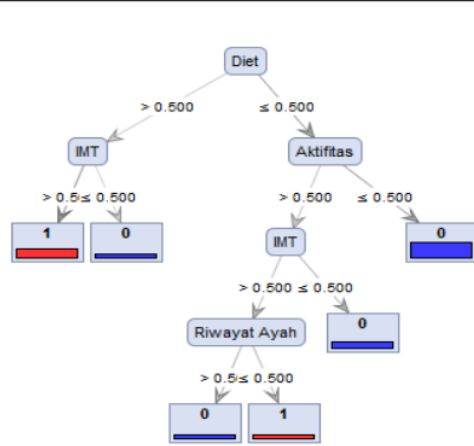 Diet
> 0.500 ≤ 0.500
IMT Aktifitas
> 0.5 ≤ 0.500 > 0.500 ≤ 0.500
1 0 IMT 0
> 0.500 ≤ 0.500
Riwayat Ayah 0
> 0.5 ≤ 0.500
0 1